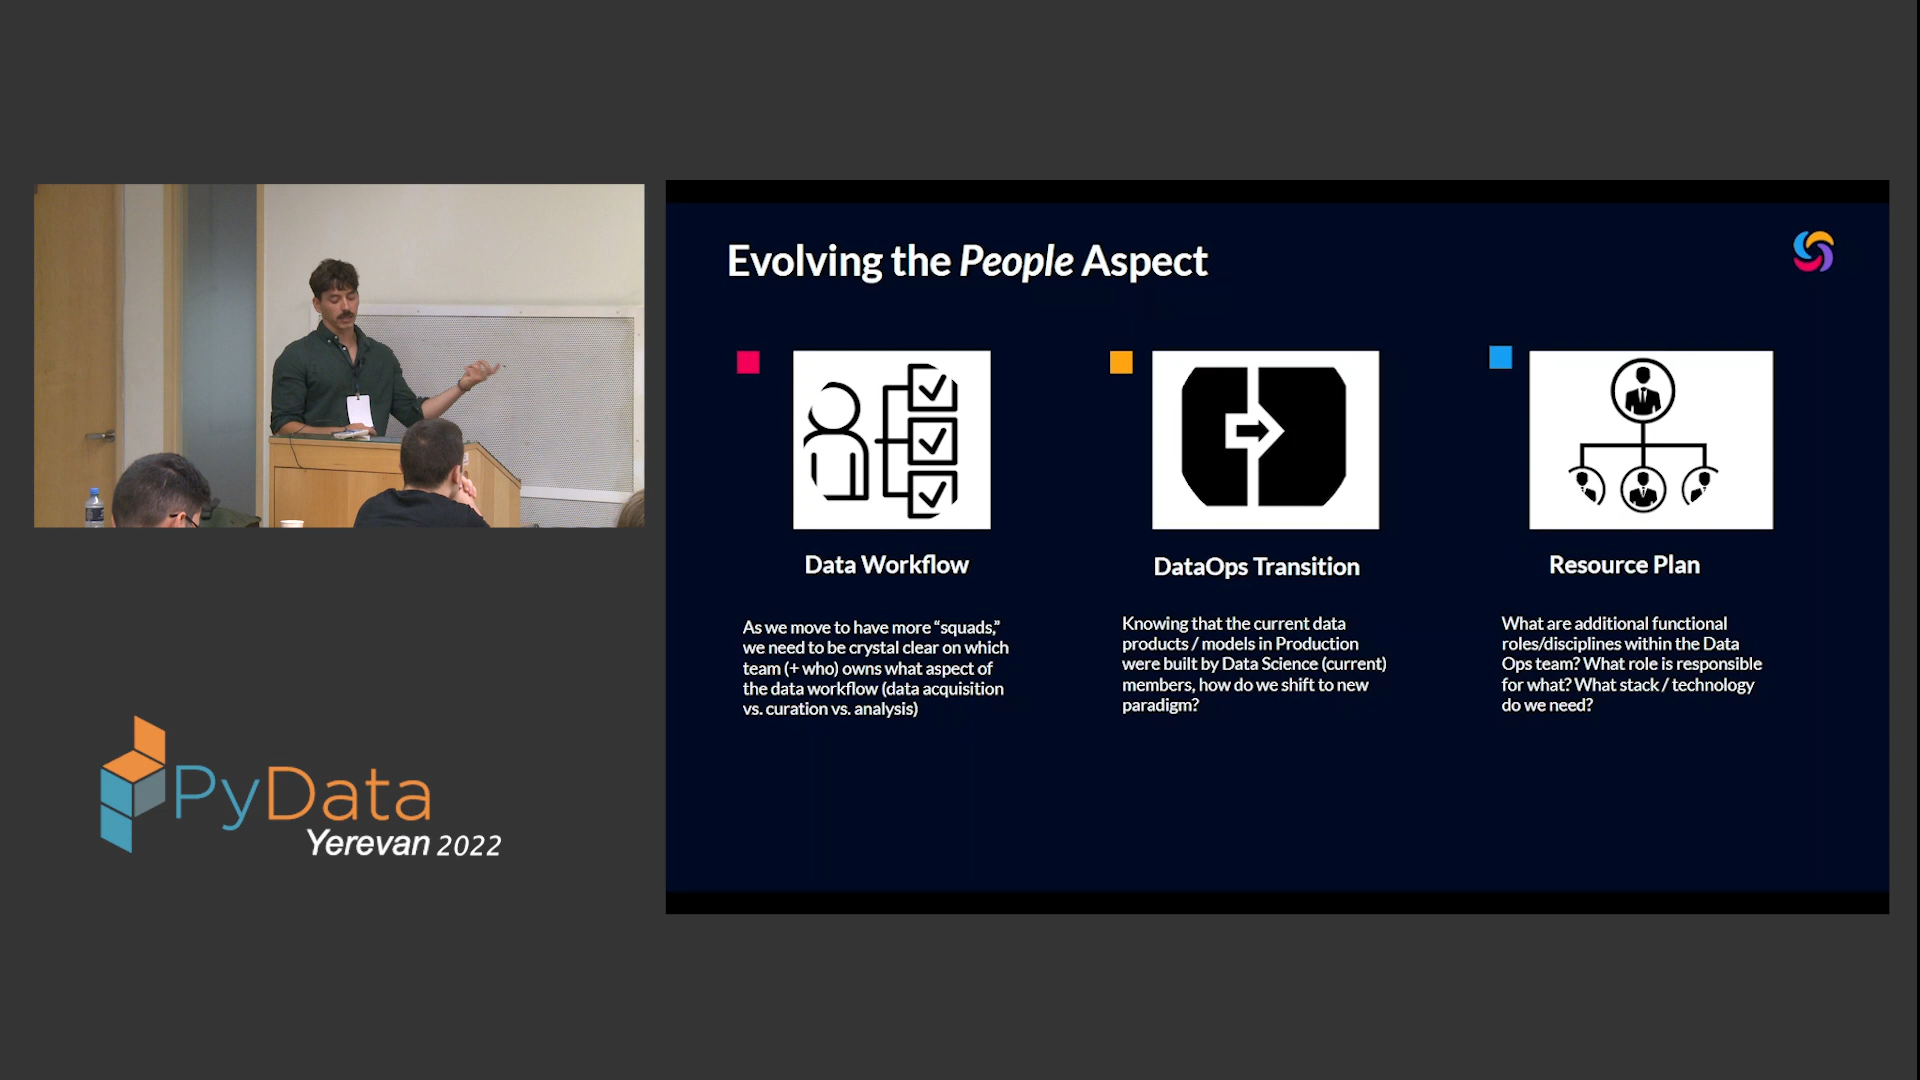 Evolving the People Aspect
Data Workflow
As we move to have more “squads,”
we need to be crystal clear on which
team (+ who) owns what aspect of
the data workflow (data acquisition
vs. curation vs. analysis)
DataOps Transition
Knowing that the current data
products / models in Production
were built by Data Science (current)
members, how do we shift to new
paradigm?
Resource Plan
What are additional functional
roles/disciplines within the Data
Ops team? What role is responsible
for what? What stack / technology
do we need?
PyData
Yerevan 2022